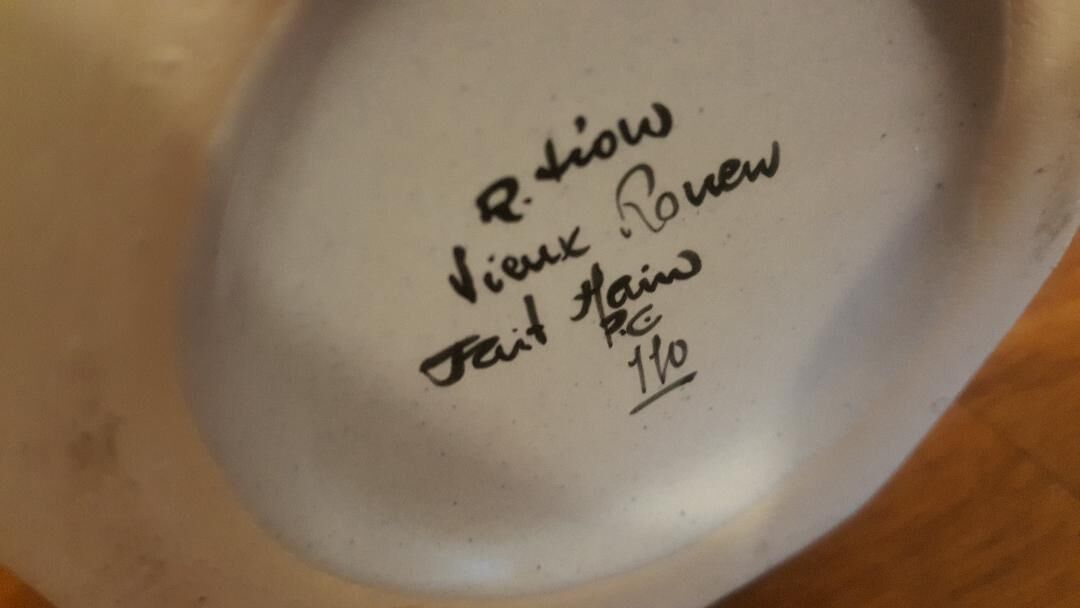 Vieux Rouen
Fait Main
P.C
110